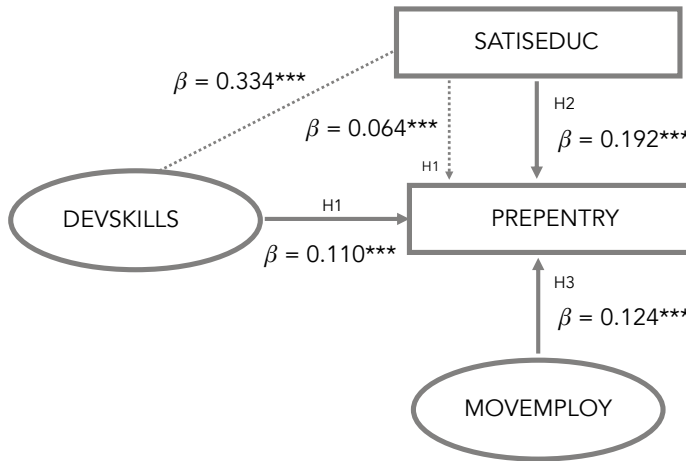 SATISEDUC
β = 0.334***
H2
β = 0.064***
β = 0.192***
H1
H1
DEVSKILLS
PREPENTRY
β = 0.110***
H3
β = 0.124***
MOVEMPLOY